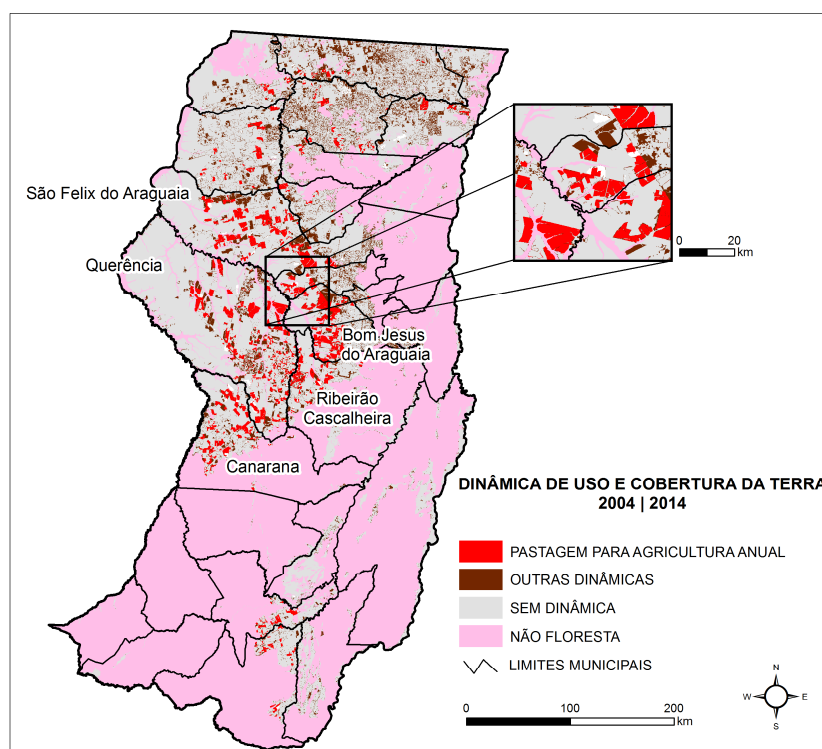 São Felix do Araguaia
Querência
Bom Jesus
do Araguaia
Ribeirão
Cascalheira
Canarana
0 20
km
DINÂMICA DE USO E COBERTURA DA TERRA
2004 | 2014
PASTAGEM PARA AGRICULTURA ANUAL
OUTRAS DINÂMICAS
SEM DINÂMICA
NÃO FLORESTA
LIMITES MUNICIPAIS
0 100 200
km
N
W E
S